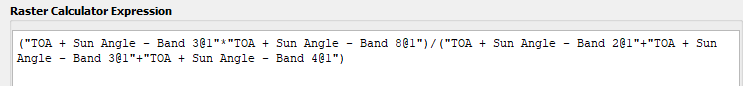 Raster Calculator Expression
("TOA + Sun Angle - Band 3@1"*"TOA + Sun Angle - Band 8@1")/("TOA + Sun Angle - Band 2@1"+"TOA + Sun
Angle - Band 3@1"+"TOA + Sun Angle - Band 4@1")